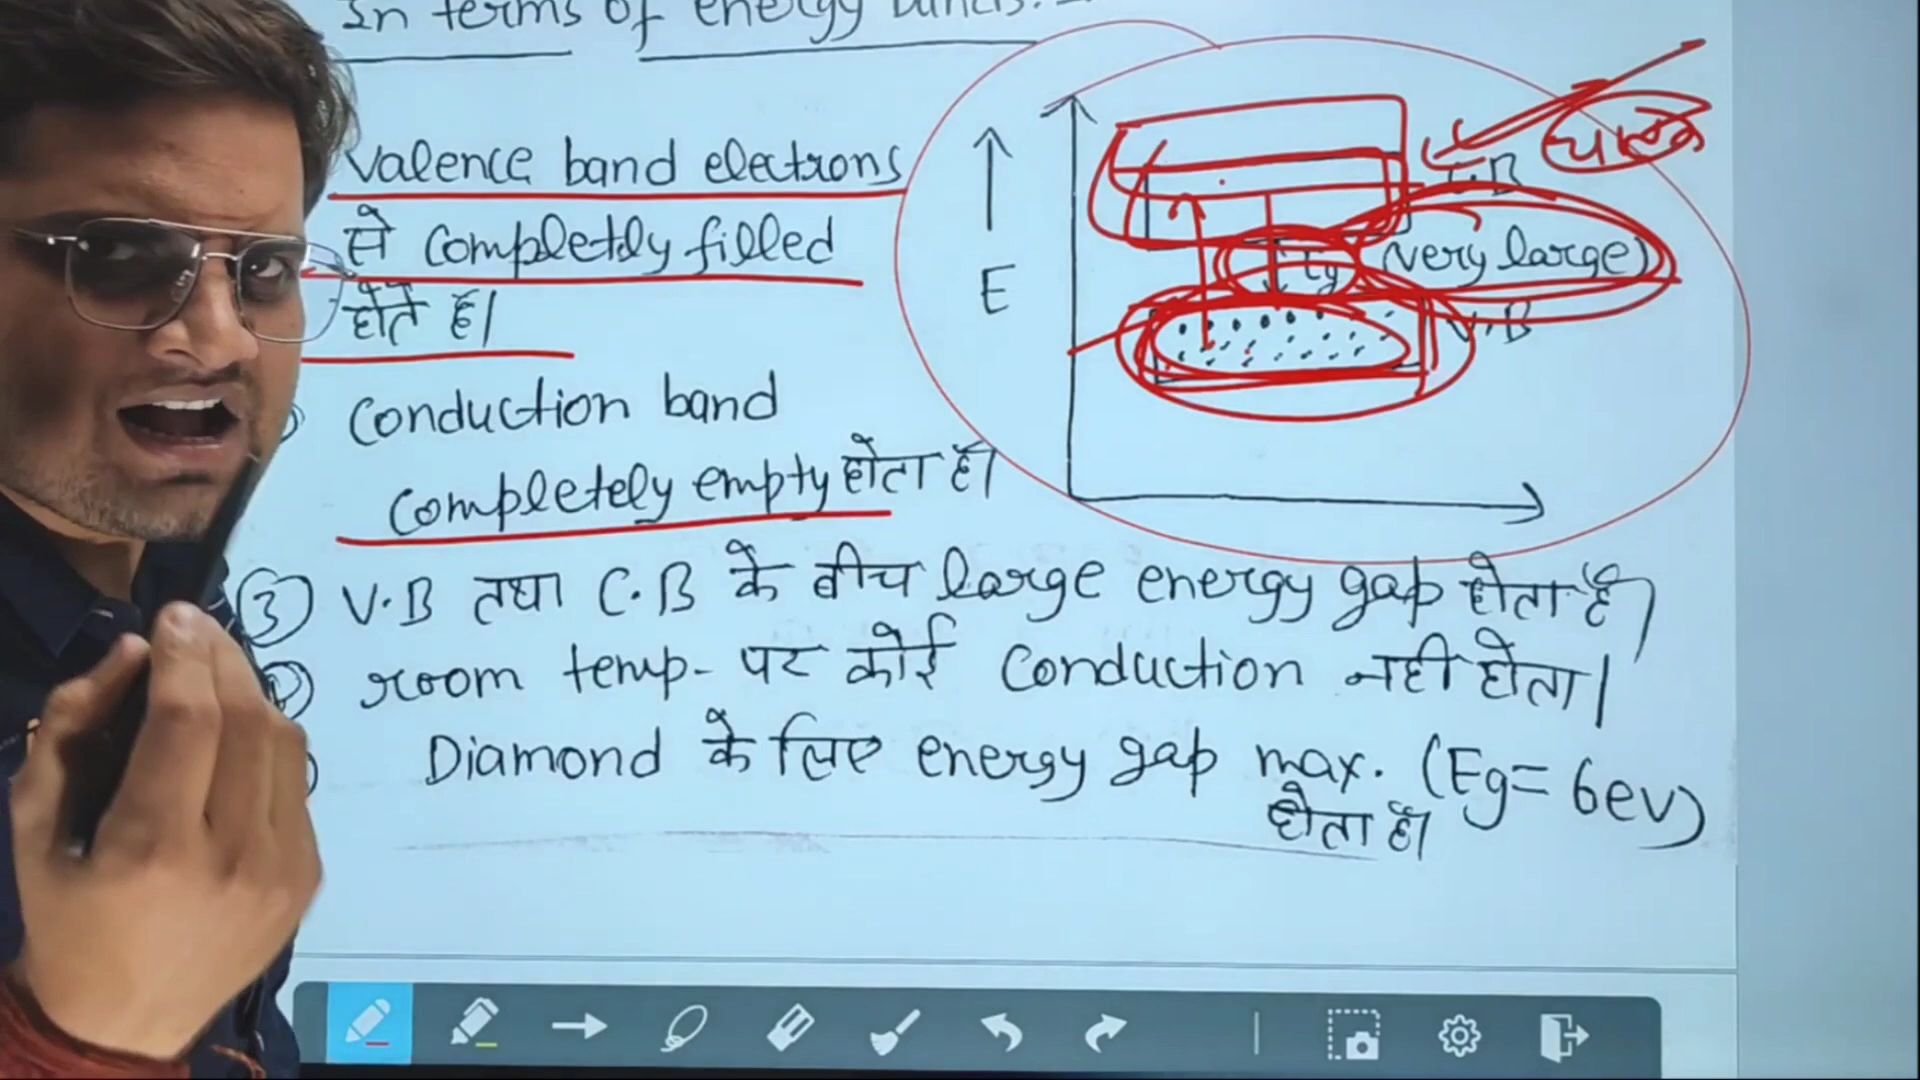 In terms of energy bands.
Valence band electrons
से completely filled
होते हैं।
Conduction band
completely empty होता है।
↑
E
C.B
चालक
Eg (very large)
V.B
③ V.B तथा C.B के बीच large energy gap होता है।
room temp- पर कोई conduction नही होता।
Diamond के लिए energy gap max. (Eg= 6ev)
होता है।